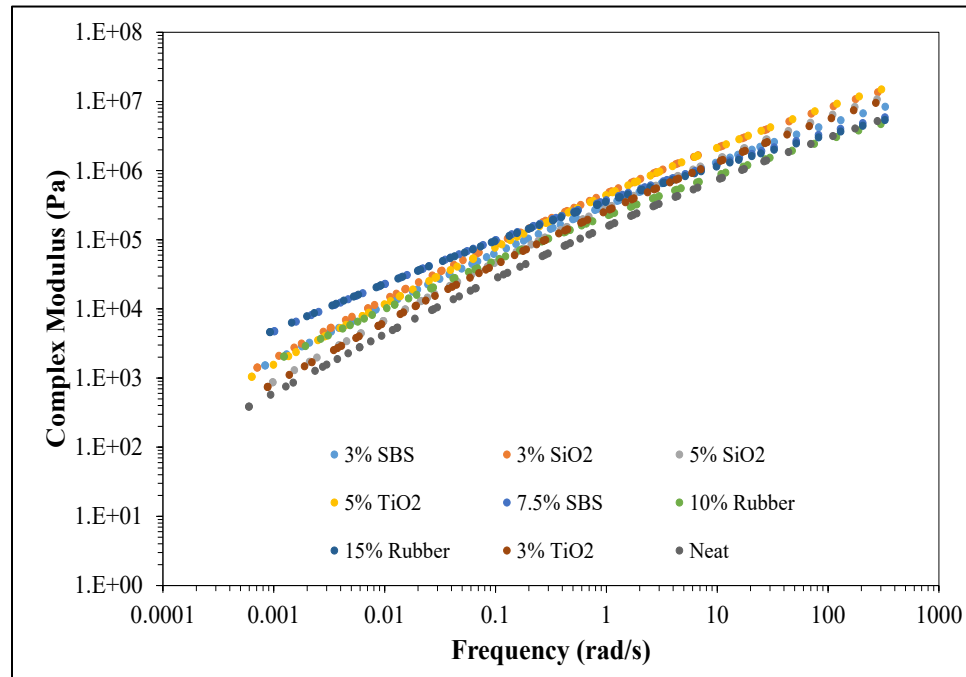 1.E+08
1.E+07
1.E+06
1.E+05
1.E+04
1.E+03
1.E+02
1.E+01
1.E+00
Complex Modulus (Pa)
3% SBS 3% SiO2 5% SiO2
5% TiO2 7.5% SBS 10% Rubber
15% Rubber 3% TiO2 Neat
0.0001 0.001 0.01 0.1 1 10 100 1000
Frequency (rad/s)